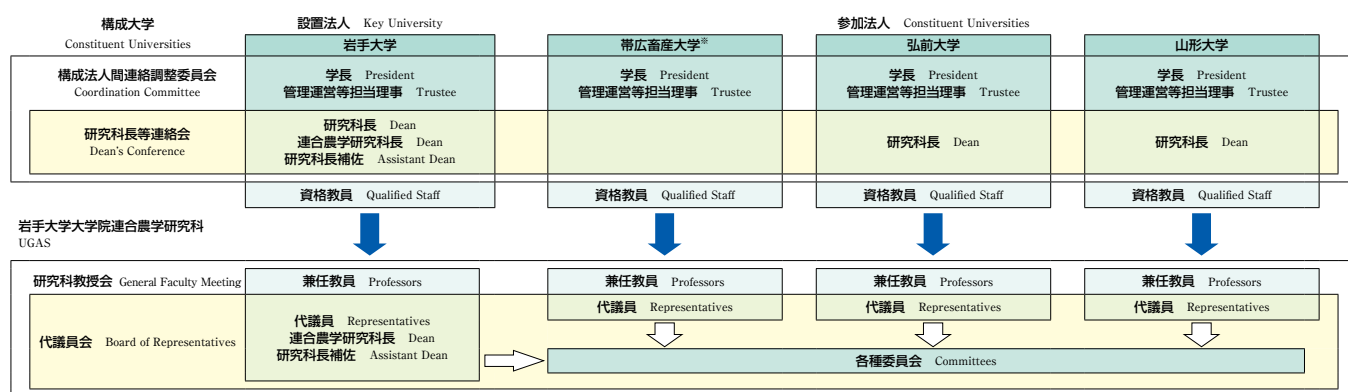 構成大学
Constituent Universities
設置法人 Key University
参加法人 Constituent Universities
岩手大学
帯広畜産大学※
弘前大学
山形大学
構成法人間連絡調整委員会
Coordination Committee
学長 President
管理運営等担当理事 Trustee
学長 President
管理運営等担当理事 Trustee
学長 President
管理運営等担当理事 Trustee
学長 President
管理運営等担当理事 Trustee
研究科長等連絡会
Dean's Conference
研究科長 Dean
連合農学研究科長 Dean
研究科長補佐 Assistant Dean
研究科長 Dean
研究科長 Dean
資格教員 Qualified Staff
資格教員 Qualified Staff
資格教員 Qualified Staff
資格教員 Qualified Staff
岩手大学大学院連合農学研究科
UGAS
研究科教授会 General Faculty Meeting
兼任教員 Professors
兼任教員 Professors
兼任教員 Professors
兼任教員 Professors
代議員会 Board of Representatives
代議員 Representatives
連合農学研究科長 Dean
研究科長補佐 Assistant Dean
代議員 Representatives
代議員 Representatives
代議員 Representatives
各種委員会 Committees